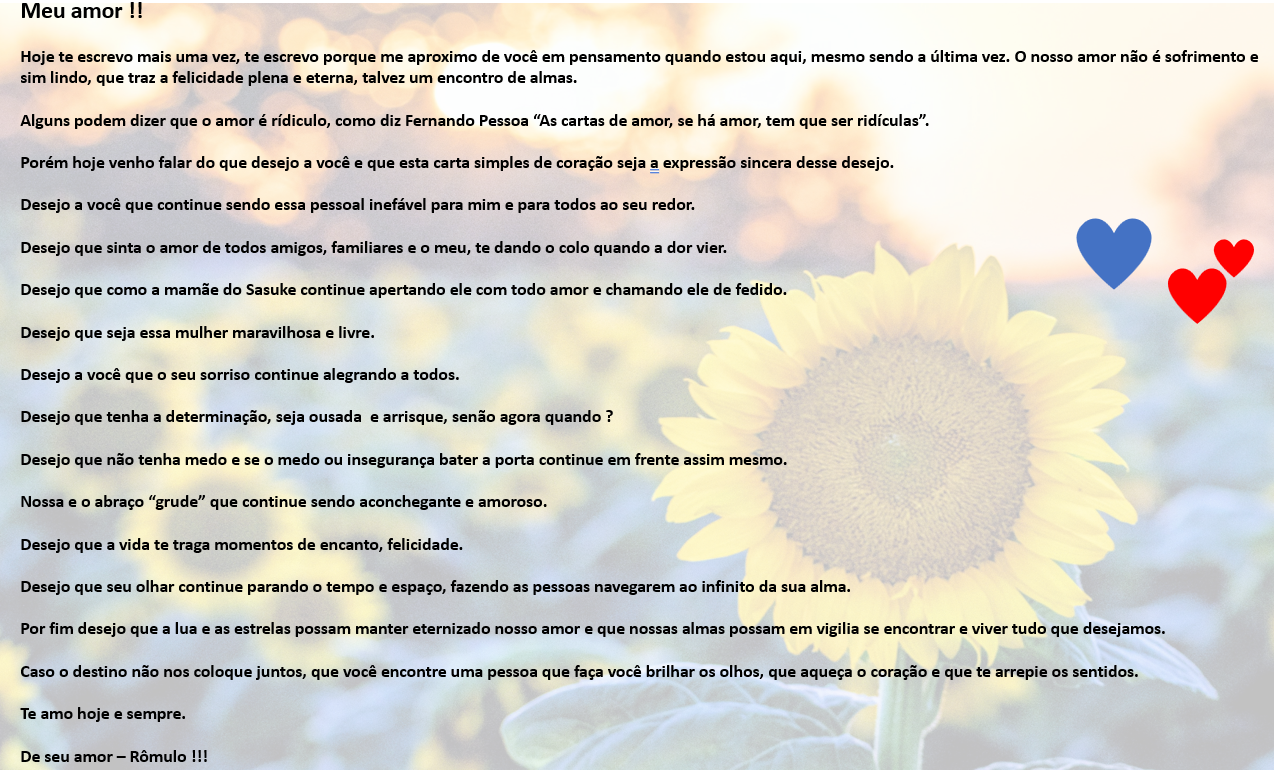 Meu amor !!
Hoje te escrevo mais uma vez, te escrevo porque me aproximo de você em pensamento quando estou aqui, mesmo sendo a última vez. O nosso amor não é sofrimento e
sim lindo, que traz a felicidade plena e eterna, talvez um encontro de almas.
Alguns podem dizer que o amor é rídiculo, como diz Fernando Pessoa “As cartas de amor, se há amor, tem que ser ridículas”.
Porém hoje venho falar do que desejo a você e que esta carta simples de coração seja a expressão sincera desse desejo.
Desejo a você que continue sendo essa pessoal inefável para mim e para todos ao seu redor.
Desejo que sinta o amor de todos amigos, familiares e o meu, te dando o colo quando a dor vier.
Desejo que como a mamãe do Sasuke continue apertando ele com todo amor e chamando ele de fedido.
Desejo que seja essa mulher maravilhosa e livre.
Desejo a você que o seu sorriso continue alegrando a todos.
Desejo que tenha a determinação, seja ousada  e arrisque, senão agora quando ?
Desejo que não tenha medo e se o medo ou insegurança bater a porta continue em frente assim mesmo.
Nossa e o abraço “grude” que continue sendo aconchegante e amoroso.
Desejo que a vida te traga momentos de encanto, felicidade.
Desejo que seu olhar continue parando o tempo e espaço, fazendo as pessoas navegarem ao infinito da sua alma.
Por fim desejo que a lua e as estrelas possam manter eternizado nosso amor e que nossas almas possam em vigilia se encontrar e viver tudo que desejamos.
Caso o destino não nos coloque juntos, que você encontre uma pessoa que faça você brilhar os olhos, que aqueça o coração e que te arrepie os sentidos.
Te amo hoje e sempre.
De seu amor – Rômulo !!!